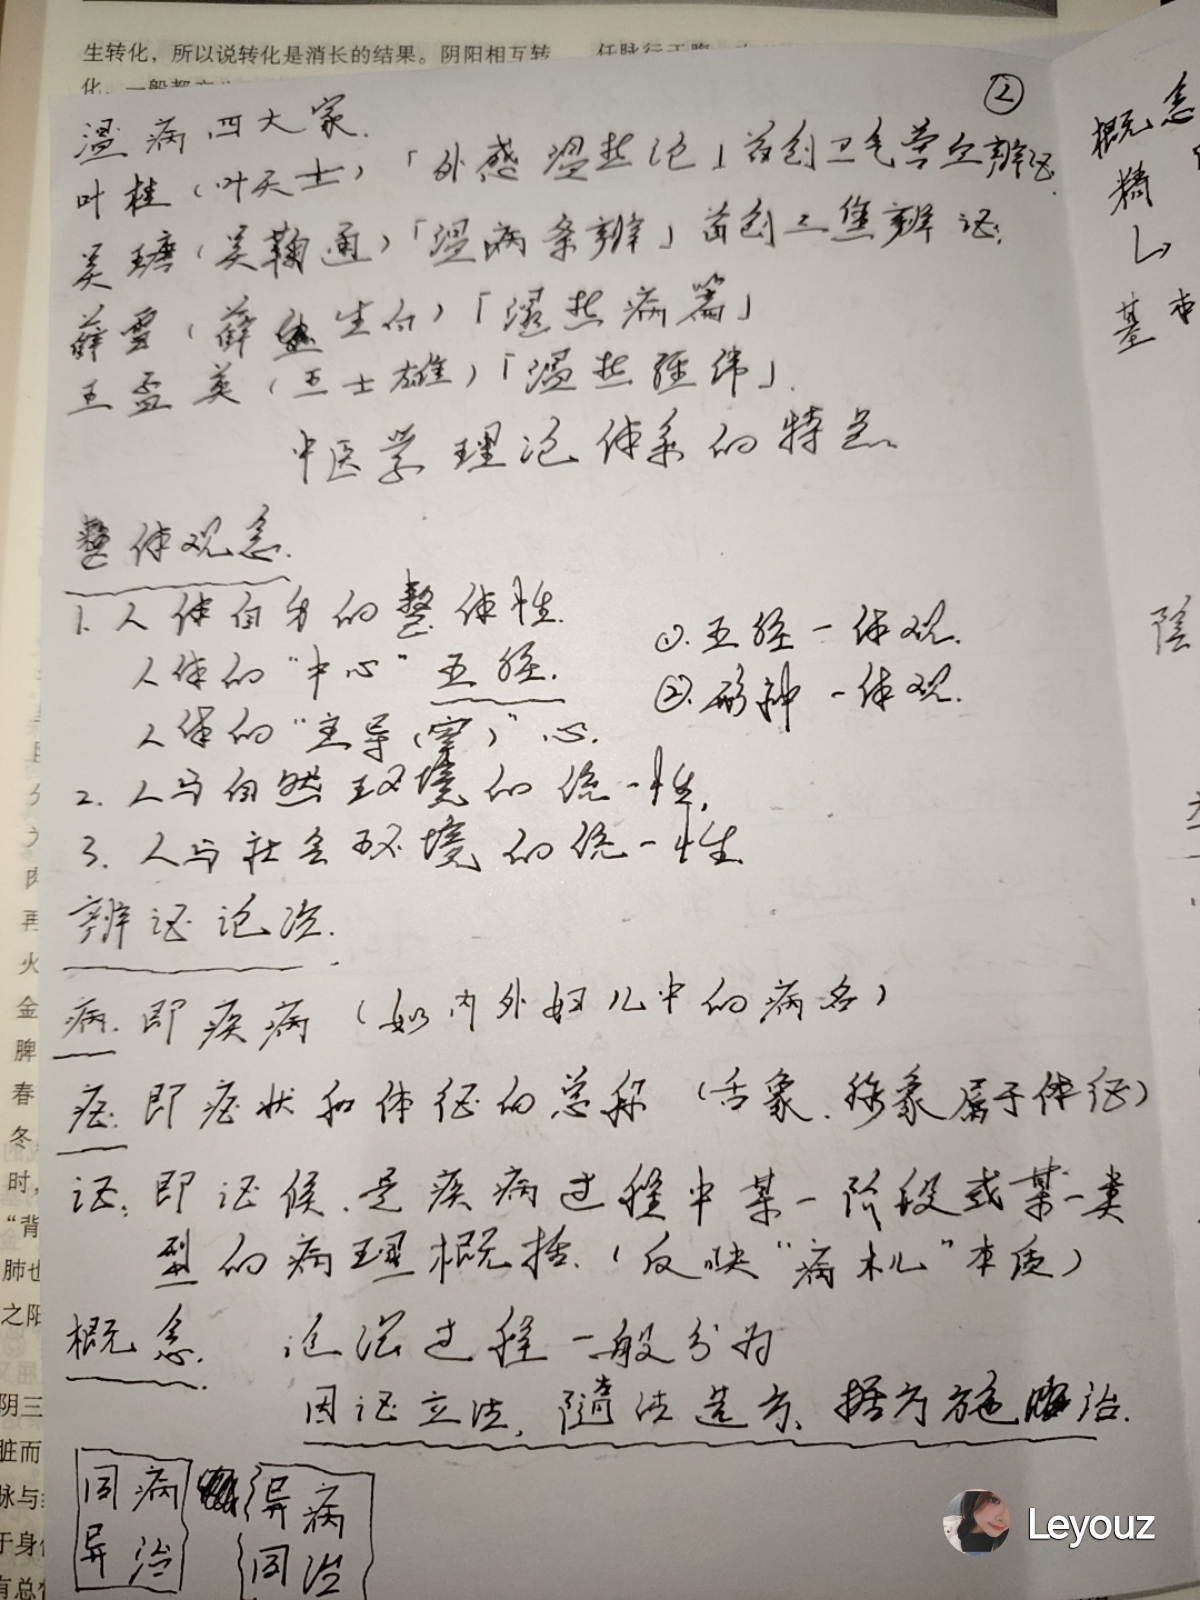 生转化，所以说转化是消长的结果。阴阳相互转
②
温病四大家.
叶桂（叶天士）「外感温热论」首创卫气营血辨证.
吴瑭（吴鞠通）「温病条辨」首创三焦辨证.
薛雪（薛生白）「湿热病篇」
王孟英（王士雄）「温热经纬」.
中医学理论体系的特点.
整体观念.
1. 人体自身的整体性.
人体的“中心”五脏.
①. 五脏一体观.
人体的“主导（宰）”心.
②. 形神一体观.
2. 人与自然环境的统一性.
3. 人与社会环境的统一性.
辨证论治.
病. 即疾病（如内外妇儿中的病名）
症: 即症状和体征的总称（舌象、脉象属于体征）
证: 即证候、是疾病过程中某一阶段或某一类
型的病理概括.（反映“病机”本质）
概念. 论治过程一般分为
因证立法, 随法选方、据方施治.
同病异治
异病同治
概念
精
基本
陰
肉
再
火
金
脾
春
冬
时，
“背
肺也
之阳
阴三
脏而
脉与
于身
有总
Leyouz